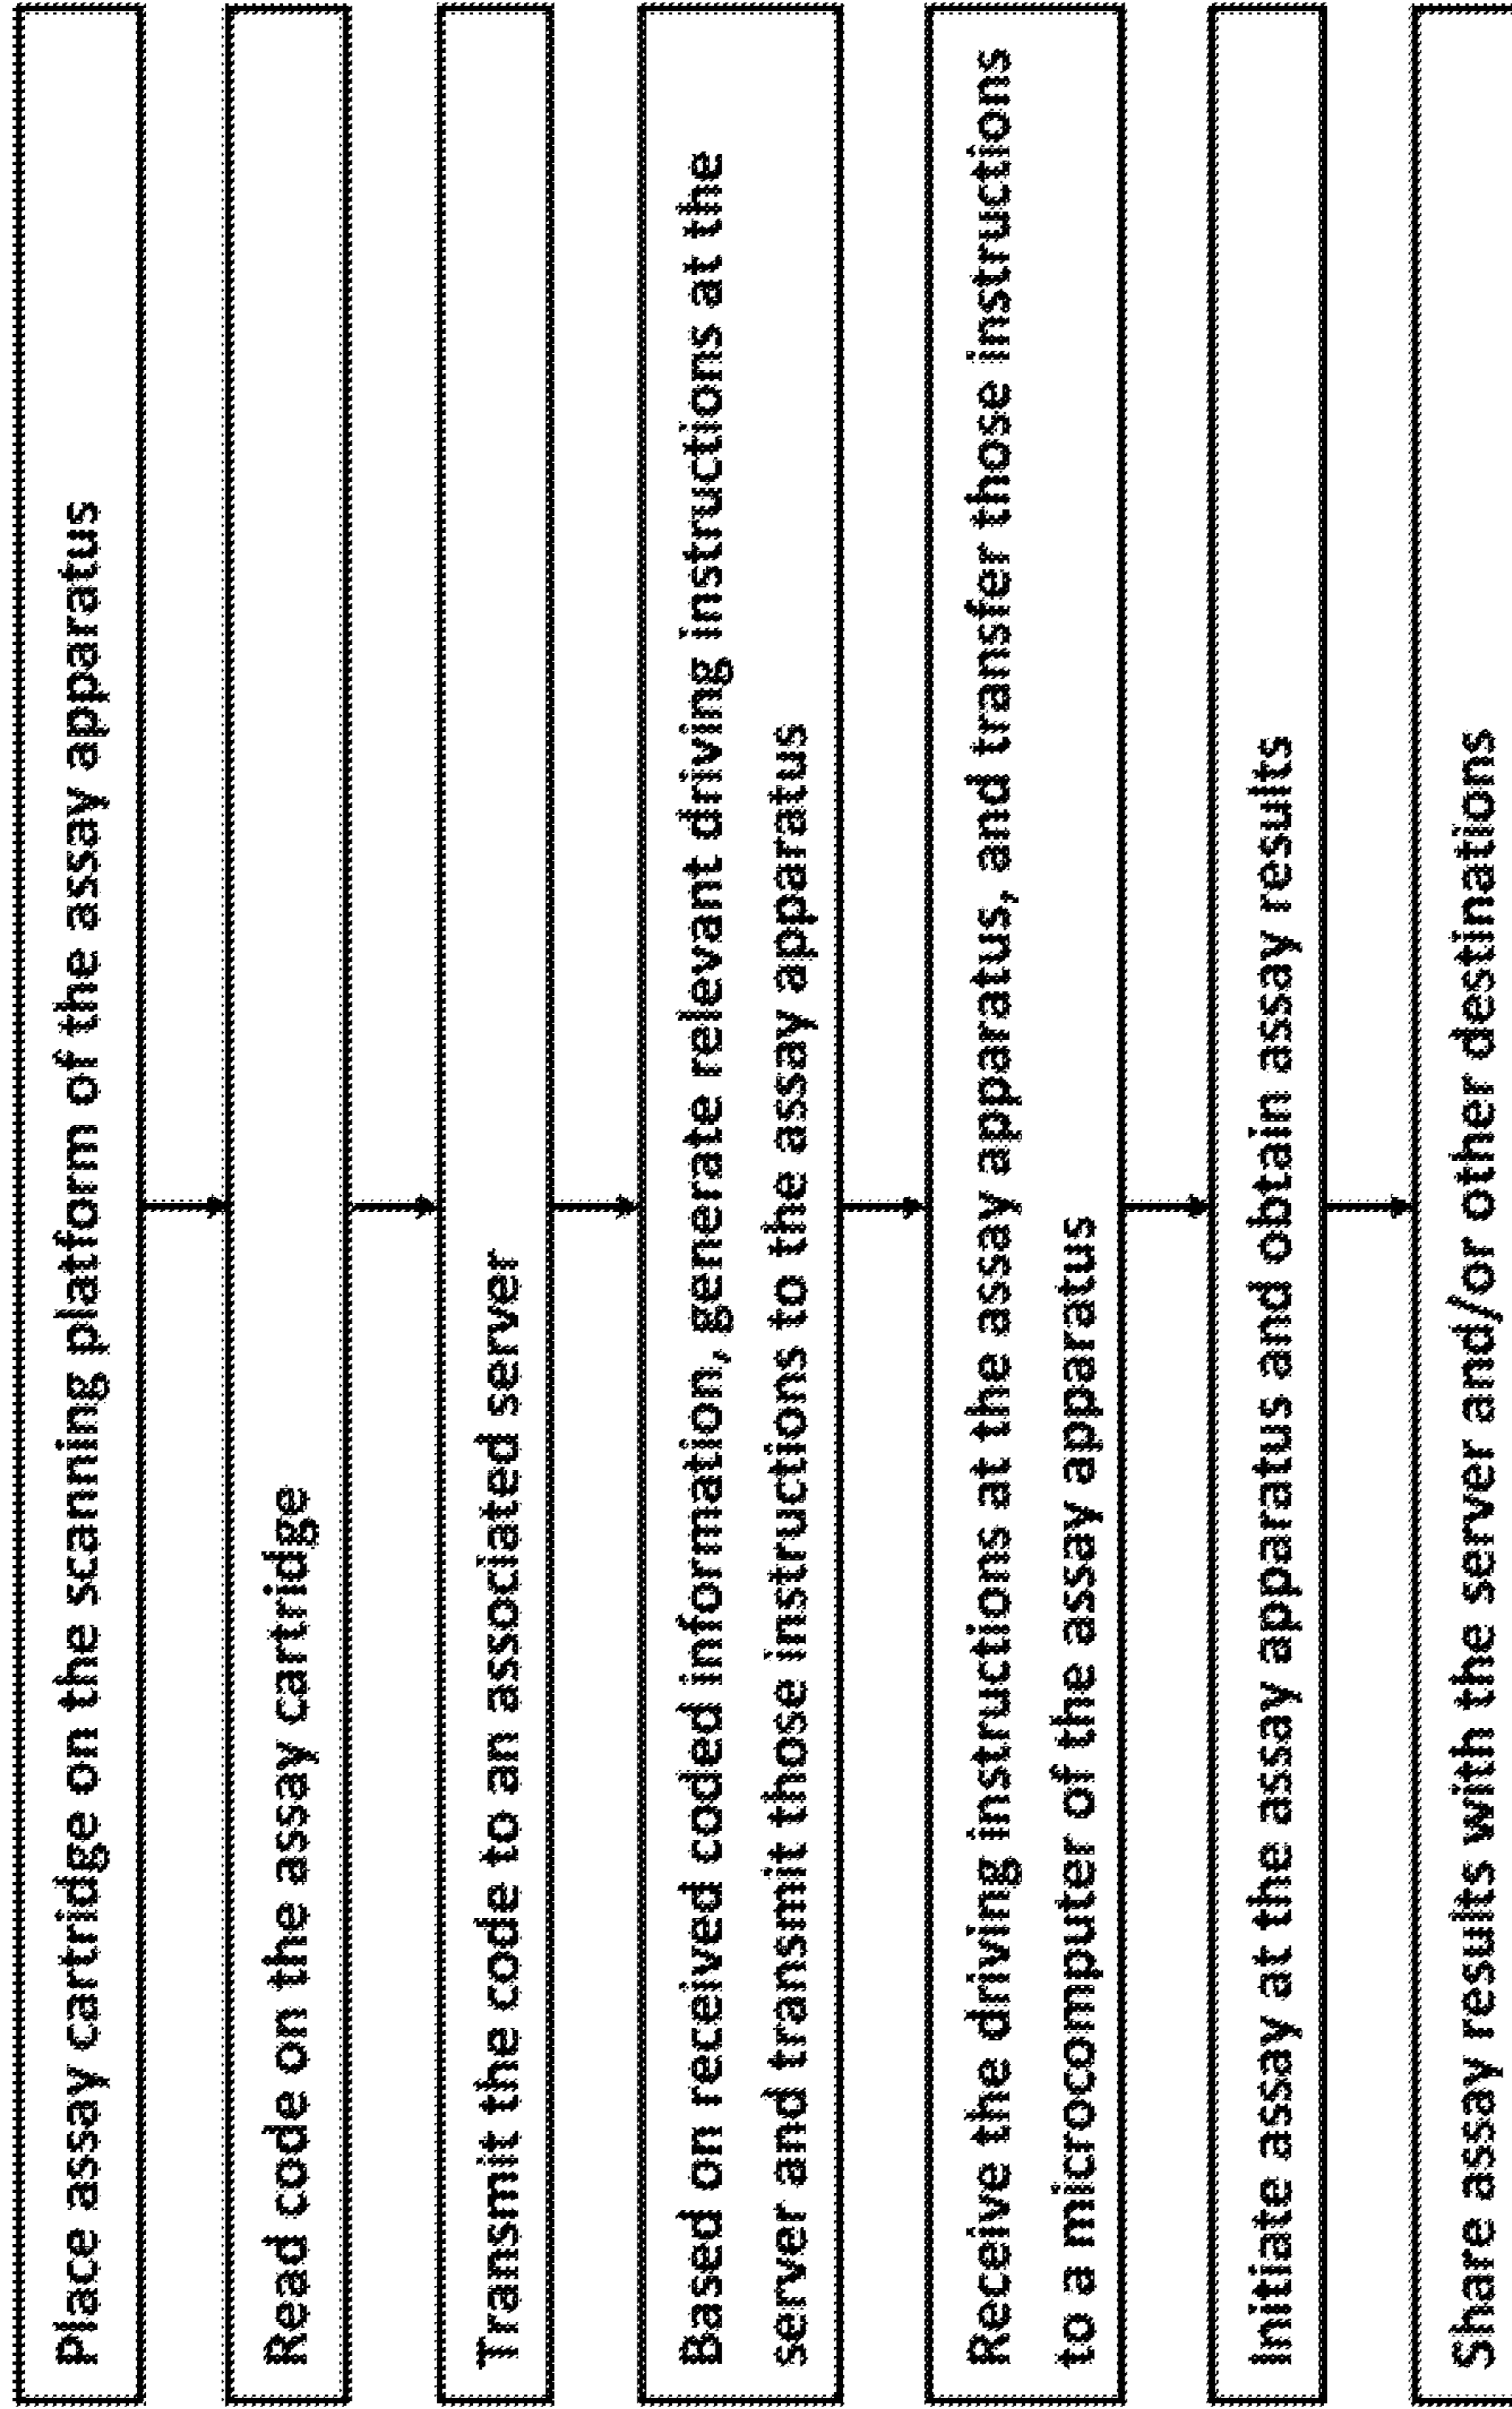 Place assay cartridge on the scanning platform of the assay apparatus
Read code on the assay cartridge
Transmit the code to an associated server
Based on received coded information, generate relevant driving instructions at the
server and transmit those instructions to the assay apparatus
Receive the driving instructions at the assay apparatus, and transfer those instructions
to a microcomputer of the assay apparatus
Initiate assay at the assay apparatus and obtain assay results
Share assay results with the server and/or other destinations